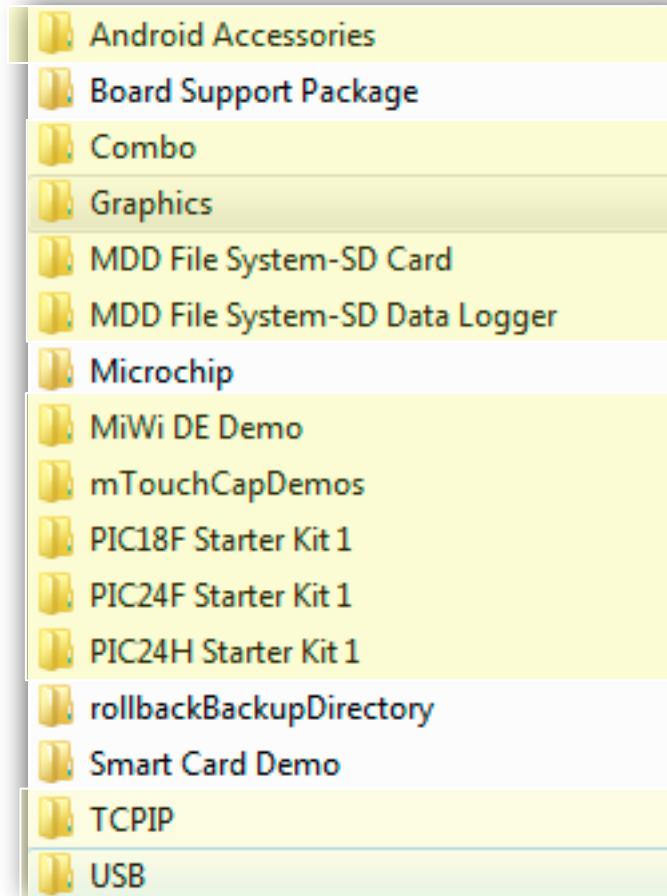 Android Accessories
Board Support Package
Combo
Graphics
MDD File System-SD Card
MDD File System-SD Data Logger
Microchip
MiWi DE Demo
mTouchCapDemos
PIC18F Starter Kit 1
PIC24F Starter Kit 1
PIC24H Starter Kit 1
rollbackBackupDirectory
Smart Card Demo
TCPIP
USB